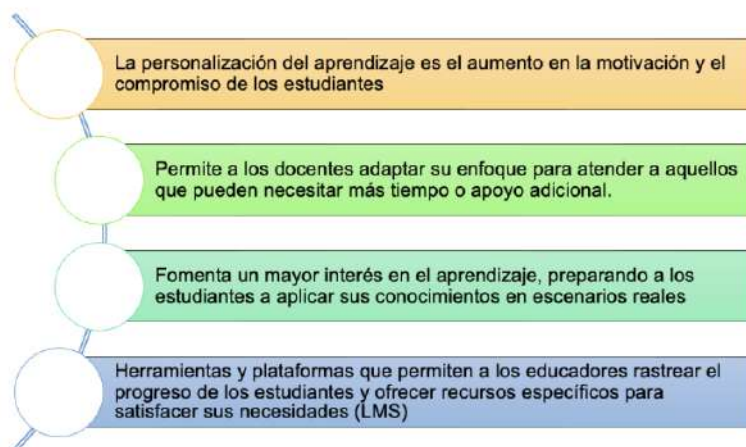 La personalización del aprendizaje es el aumento en la motivación y el
compromiso de los estudiantes
Permite a los docentes adaptar su enfoque para atender a aquellos
que pueden necesitar más tiempo o apoyo adicional.
Fomenta un mayor interés en el aprendizaje, preparando a los
estudiantes a aplicar sus conocimientos en escenarios reales
Herramientas y plataformas que permiten a los educadores rastrear el
progreso de los estudiantes y ofrecer recursos específicos para
satisfacer sus necesidades (LMS)